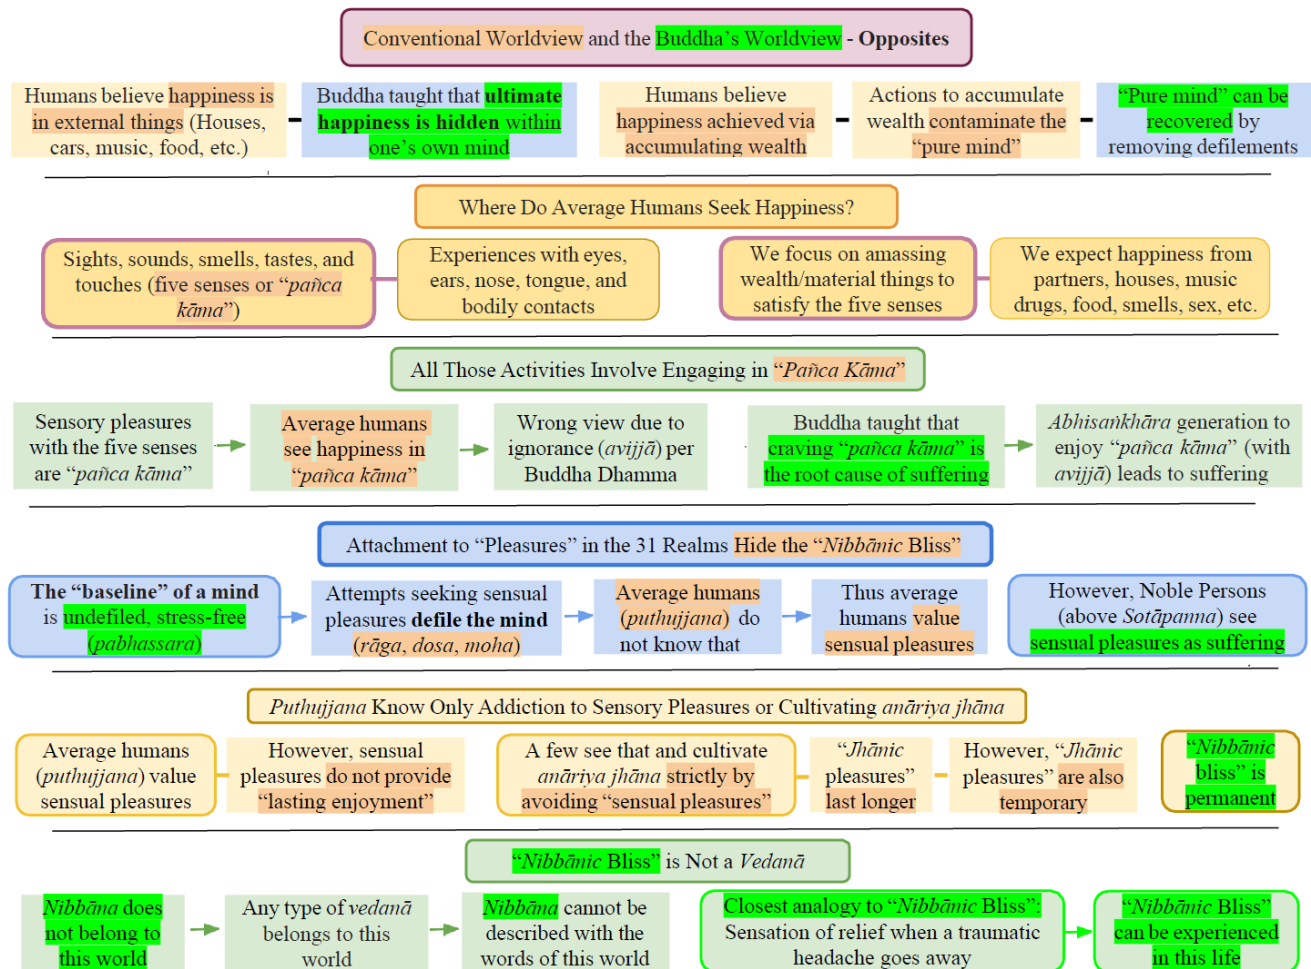 Conventional Worldview and the Buddha's Worldview - Opposites
Humans believe happiness is
in external things (Houses,
cars, music, food, etc.)
Buddha taught that ultimate
happiness is hidden within
one's own mind
Humans believe
happiness achieved via
accumulating wealth
Actions to accumulate
wealth contaminate the
"pure mind"
"Pure mind" can be
recovered by
removing defilements
Where Do Average Humans Seek Happiness?
Sights, sounds, smells, tastes, and
touches (five senses or "pañca
kāma")
Experiences with eyes,
ears, nose, tongue, and
bodily contacts
We focus on amassing
wealth/material things to
satisfy the five senses
We expect happiness from
partners, houses, music
drugs, food, smells, sex, etc.
All Those Activities Involve Engaging in "Pañca Kāma"
Sensory pleasures
with the five senses
are "pañca kāma"
Average humans
see happiness in
"pañca kāma"
Wrong view due to
ignorance (avijjā) per
Buddha Dhamma
Buddha taught that
craving "pañca kāma" is
the root cause of suffering
Abhisaṅkhāra generation to
enjoy "pañca kāma" (with
avijjā) leads to suffering
Attachment to "Pleasures" in the 31 Realms Hide the "Nibbānic Bliss"
The "baseline" of a mind
is undefiled, stress-free
(pabhassara)
Attempts seeking sensual
pleasures defile the mind
(rāga, dosa, moha)
Average humans
(puthujjana) do
not know that
Thus average
humans value
sensual pleasures
However, Noble Persons
(above Sotāpanna) see
sensual pleasures as suffering
Puthujjana Know Only Addiction to Sensory Pleasures or Cultivating anāriya jhāna
Average humans
(puthujjana) value
sensual pleasures
However, sensual
pleasures do not provide
"lasting enjoyment"
A few see that and cultivate
anāriya jhāna strictly by
avoiding "sensual pleasures"
"Jhānic
pleasures"
last longer
However, "Jhānic
pleasures" are also
temporary
"Nibbānic
bliss" is
permanent
"Nibbānic Bliss" is Not a Vedanā
Nibbāna does
not belong to
this world
Any type of vedanā
belongs to this
world
Nibbāna cannot be
described with the
words of this world
Closest analogy to "Nibbānic Bliss":
Sensation of relief when a traumatic
headache goes away
"Nibbānic Bliss"
can be experienced
in this life